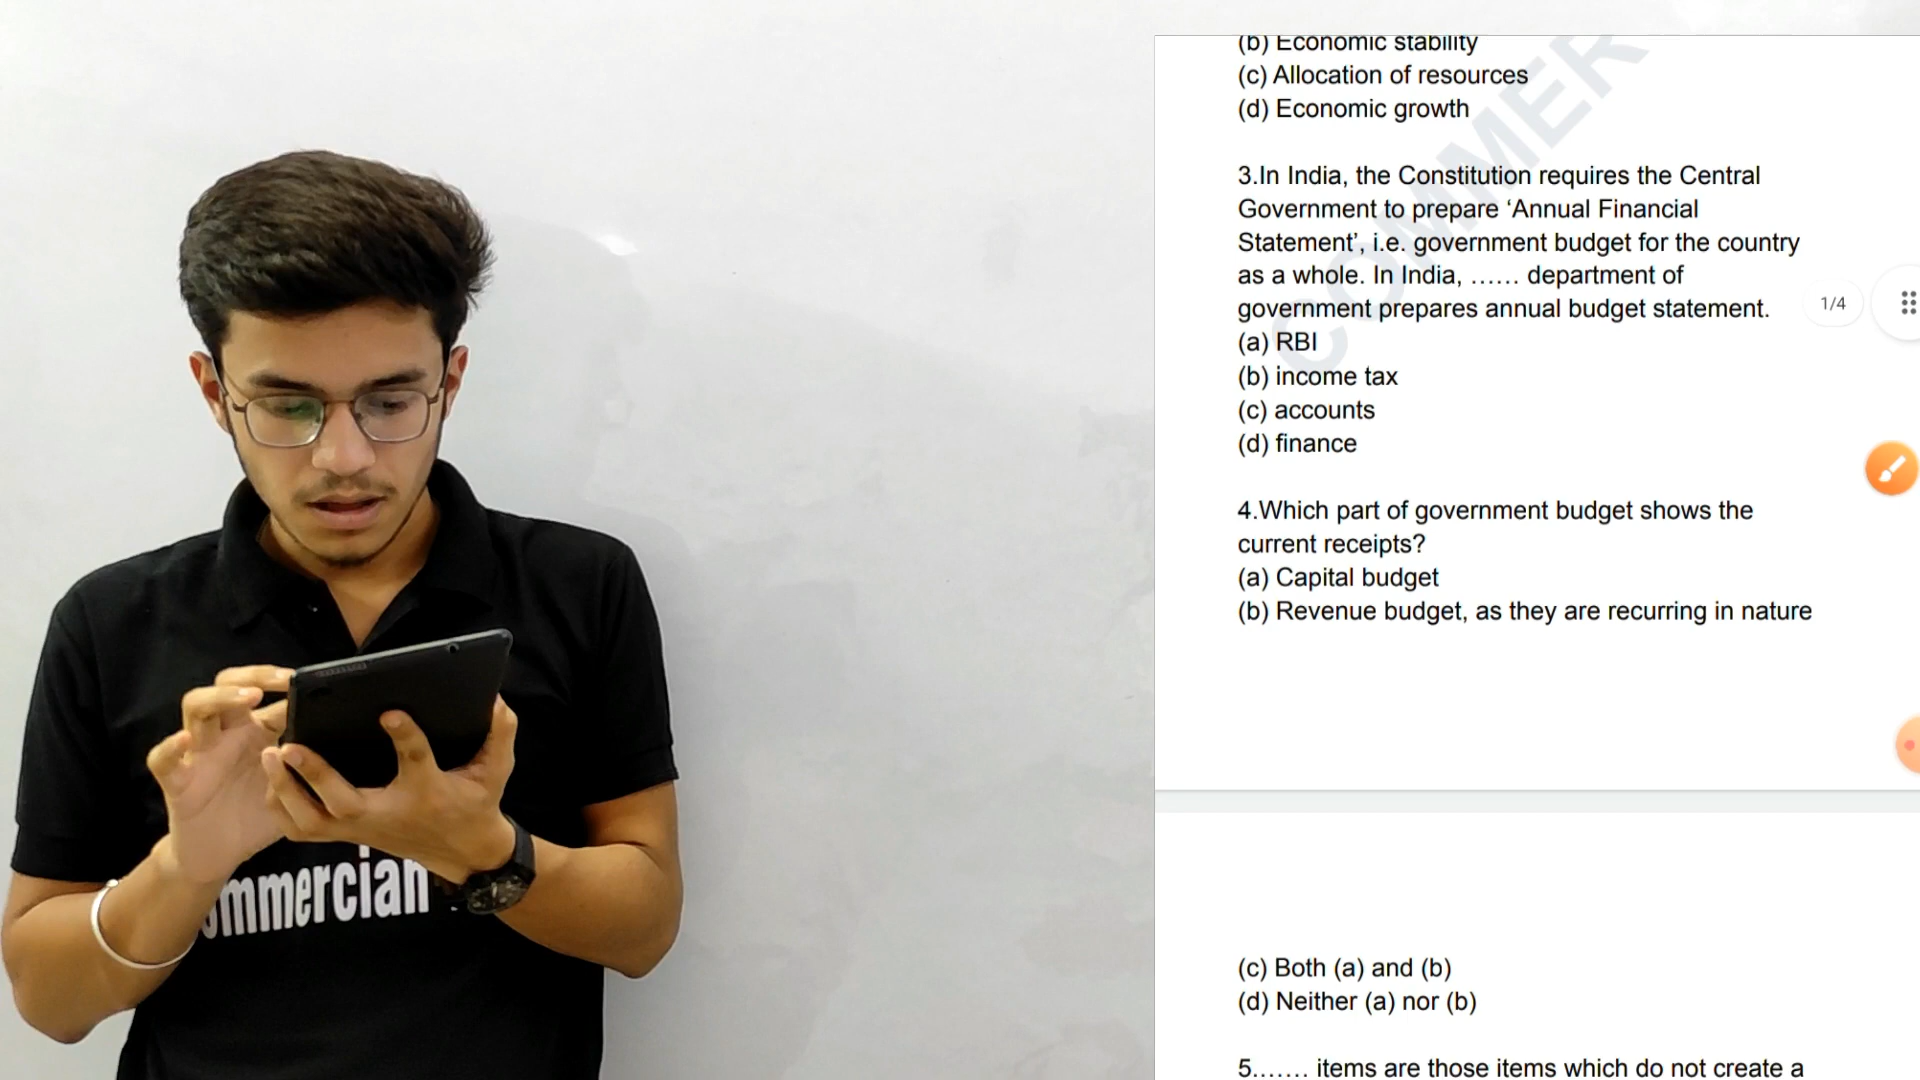 (b) Economic stability
(c) Allocation of resources
(d) Economic growth
3.In India, the Constitution requires the Central
Government to prepare ‘Annual Financial
Statement’, i.e. government budget for the country
as a whole. In India, …… department of
government prepares annual budget statement.
(a) RBI
(b) income tax
(c) accounts
(d) finance
1/4
4.Which part of government budget shows the
current receipts?
(a) Capital budget
(b) Revenue budget, as they are recurring in nature
(c) Both (a) and (b)
(d) Neither (a) nor (b)
5....... items are those items which do not create a
COMMER
ommercian